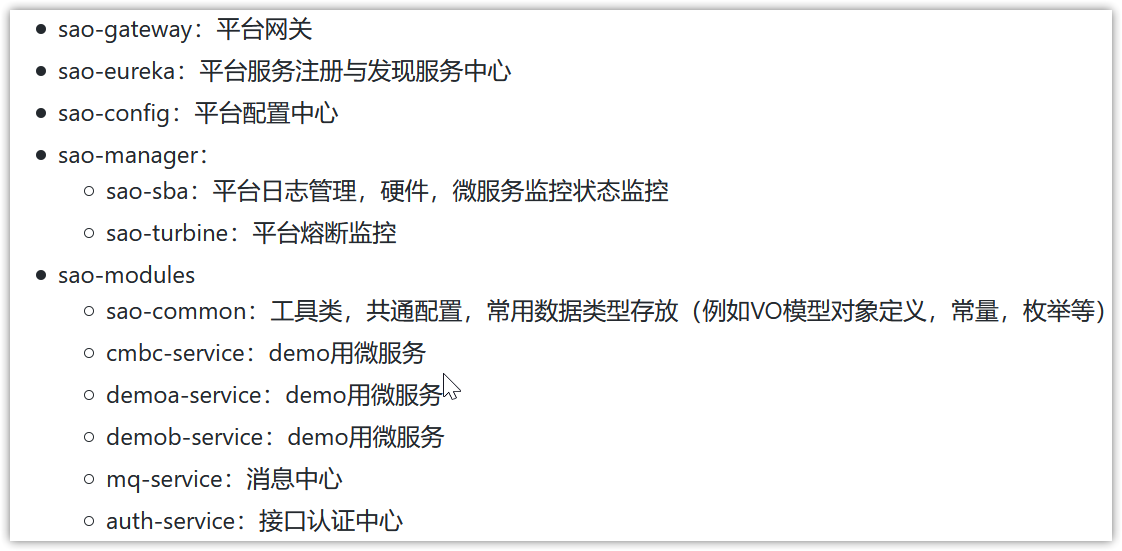 sao-gateway：平台网关
sao-eureka：平台服务注册与发现服务中心
sao-config：平台配置中心
sao-manager：
sao-sba：平台日志管理，硬件，微服务监控状态监控
sao-turbine：平台熔断监控
sao-modules
sao-common：工具类，共通配置，常用数据类型存放（例如VO模型对象定义，常量，枚举等）
cmbc-service：demo用微服务
demoa-service：demo用微服务
demob-service：demo用微服务
mq-service：消息中心
auth-service：接口认证中心